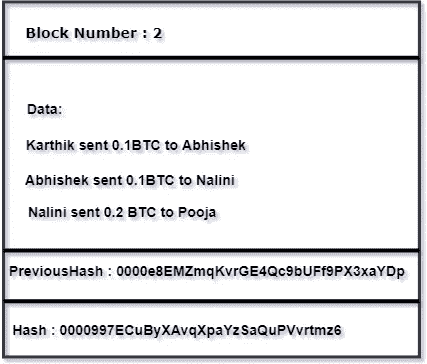 Block Number : 2
Data:
Karthik sent 0.1BTC to Abhishek
Abhishek sent 0.1BTC to Nalini
Nalini sent 0.2 BTC to Pooja
PreviousHash : 0000e8EMZmqKvrGE4Qc9bUFf9PX3xaYDp
Hash : 0000997ECuByXAvqXpaYzSaQuPVvrtmz6